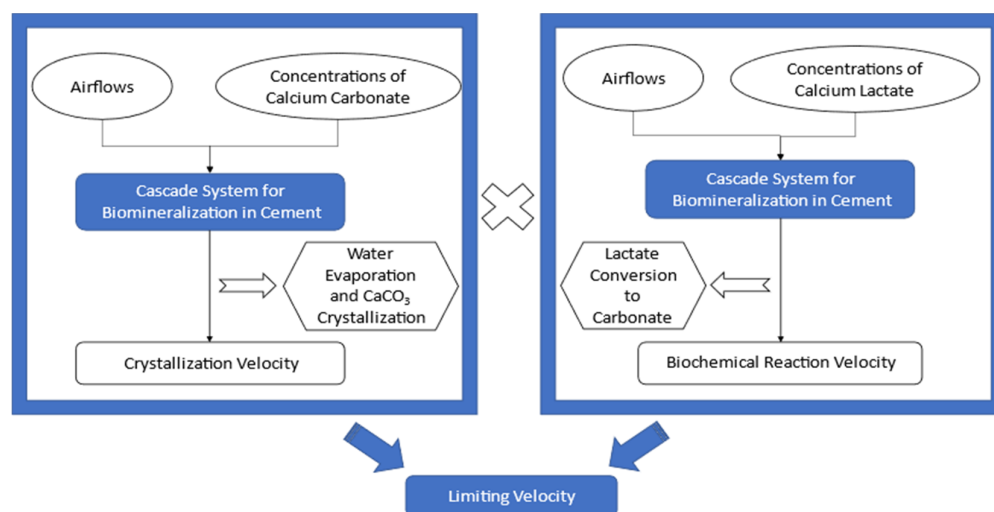 Airflows
Concentrations of
Calcium Carbonate
Cascade System for
Biomineralization in Cement
Water
Evaporation
and CaCO₃
Crystallization
Crystallization Velocity
Airflows
Concentrations of
Calcium Lactate
Cascade System for
Biomineralization in Cement
Lactate
Conversion
to
Carbonate
Biochemical Reaction Velocity
Limiting Velocity